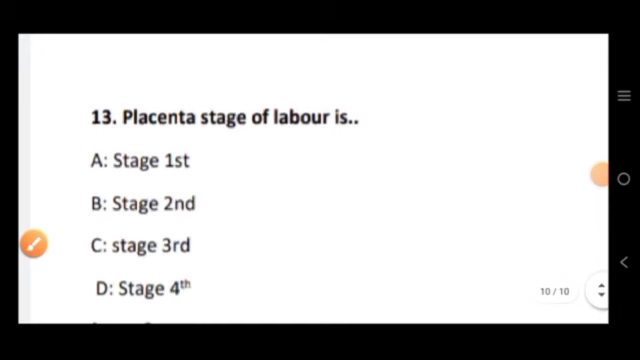 13. Placenta stage of labour is..
A: Stage 1st
B: Stage 2nd
C: stage 3rd
D: Stage 4th
10 / 10